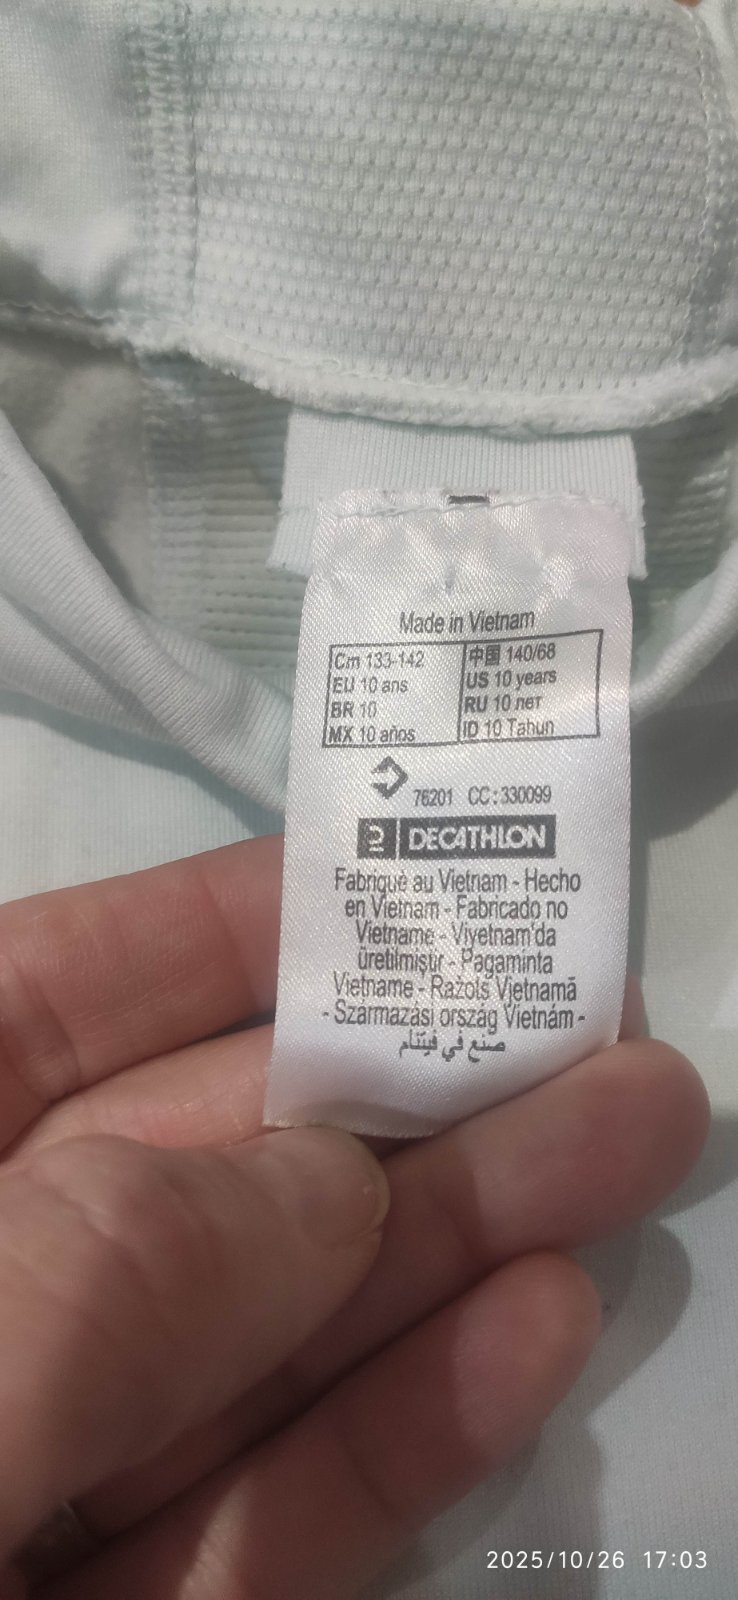 Made in Vietnam
Cm 133-142
EU 10 ans
BR 10
MX 10 años
中国 140/68
US 10 years
RU 10 лет
ID 10 Tahun
76201 CC:330099
DECATHLON
Fabriqué au Vietnam - Hecho
en Vietnam - Fabricado no
Vietname - Viyetnam'da
üretilmiştir - Pagaminta
Vietname - Ražots Vjetnamā
- Származási ország Vietnám -
صنع في فيتنام
2025/10/26 17:03